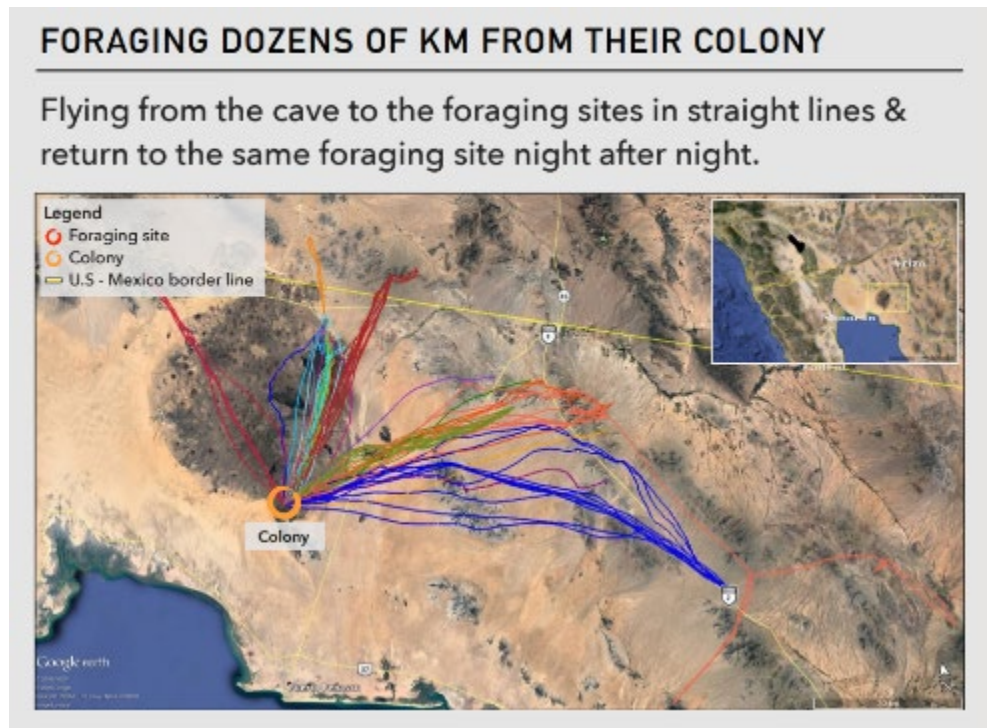 FORAGING DOZENS OF KM FROM THEIR COLONY
Flying from the cave to the foraging sites in straight lines &
return to the same foraging site night after night.
Legend
Foraging site
Colony
U.S - Mexico border line
Colony
Google earth